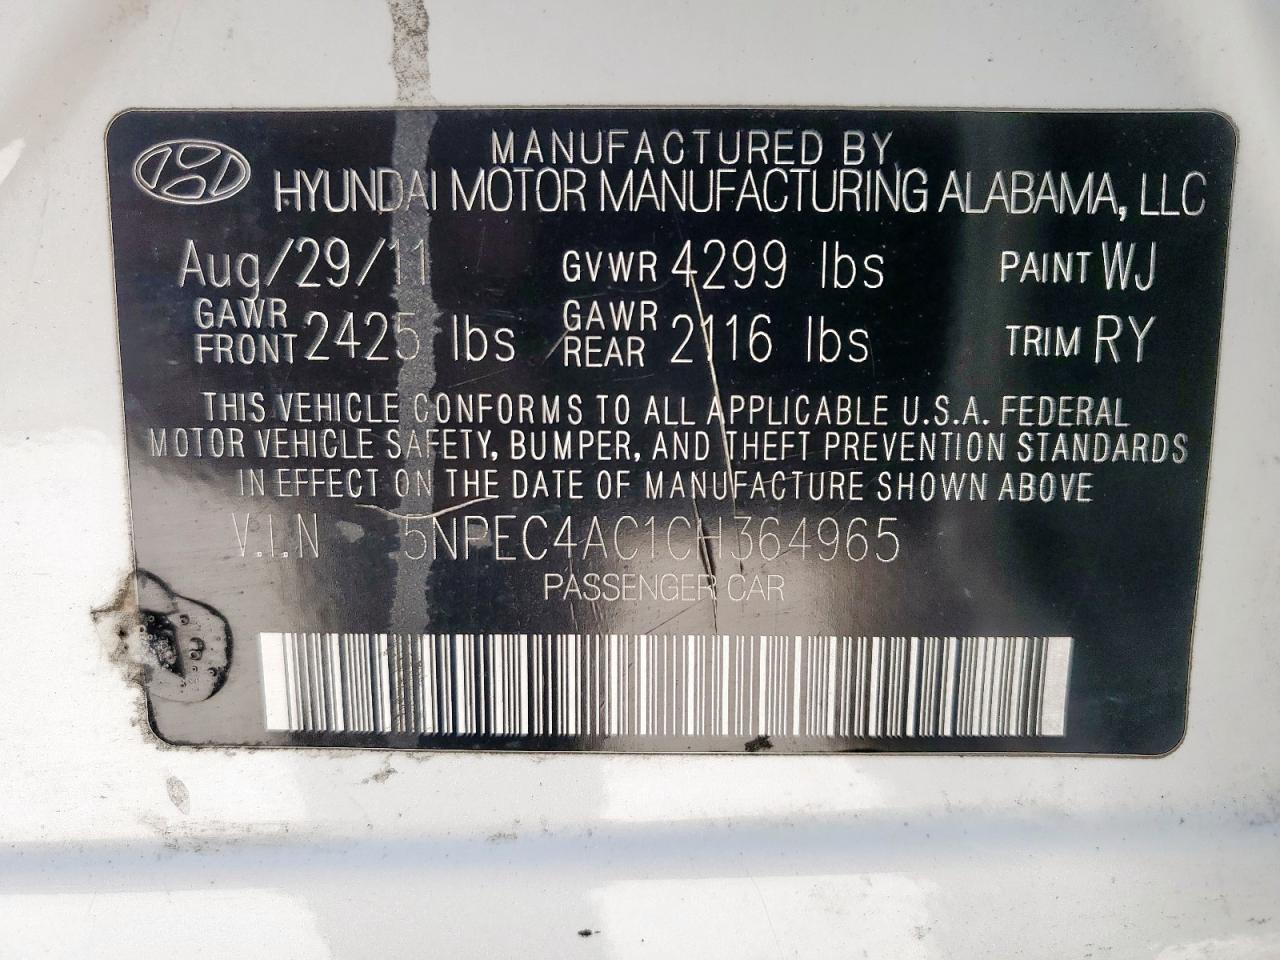 MANUFACTURED BY
HYUNDAI MOTOR MANUFACTURING ALABAMA, LLC
Aug/29/11 GVWR 4299 lbs PAINT WJ
GAWR FRONT 2425 lbs GAWR REAR 2116 lbs TRIM RY
THIS VEHICLE CONFORMS TO ALL APPLICABLE U.S.A. FEDERAL
MOTOR VEHICLE SAFETY, BUMPER, AND THEFT PREVENTION STANDARDS
IN EFFECT ON THE DATE OF MANUFACTURE SHOWN ABOVE
V.I.N 5NPEC4AC1CH364965
PASSENGER CAR